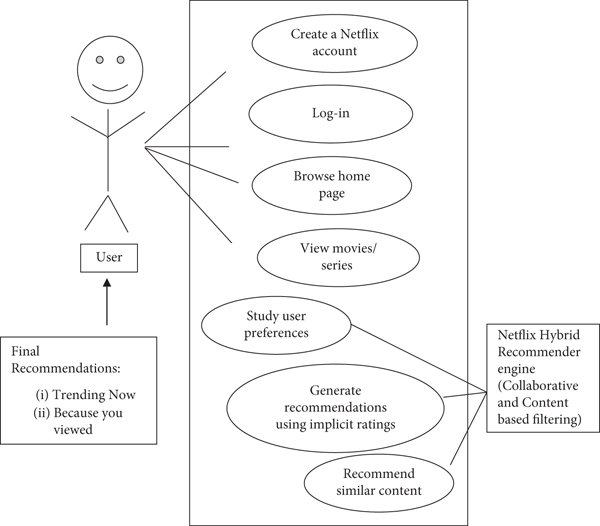 Create a Netflix
account
Log-in
Browse home
page
View movies/
series
User
Study user
preferences
Final
Recommendations:
(i) Trending Now
(ii) Because you
viewed
Generate
recommendations
using implicit ratings
Recommend
similar content
Netflix Hybrid
Recommender
engine
(Collaborative
and Content
based filtering)